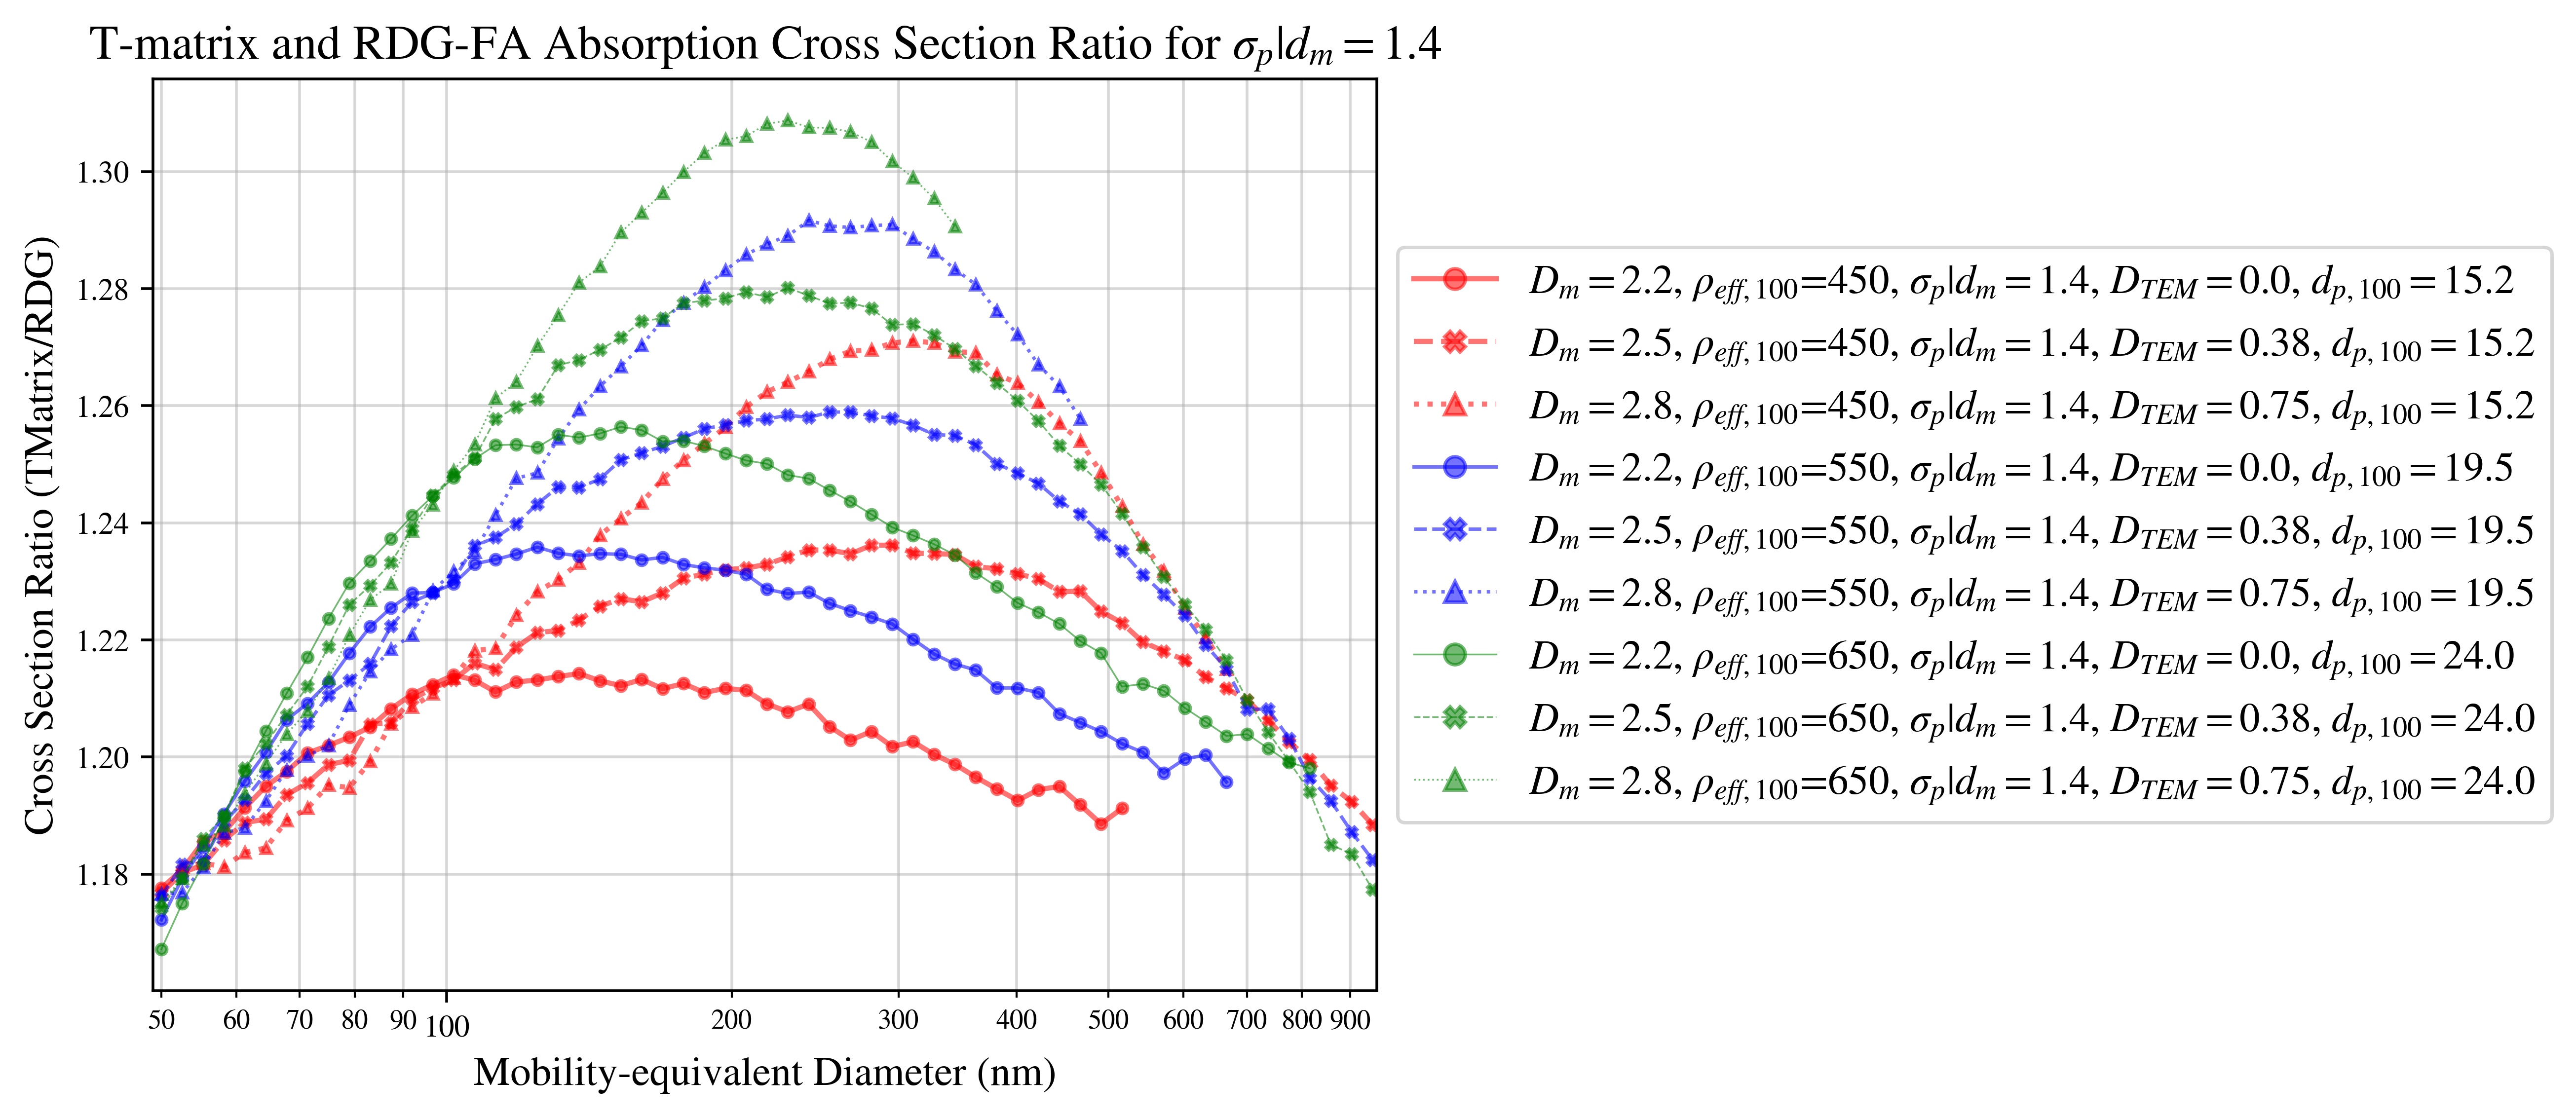 T-matrix and RDG-FA Absorption Cross Section Ratio for σp|dm = 1.4
Cross Section Ratio (TMatrix/RDG)
1.30
1.28
1.26
1.24
1.22
1.20
1.18
50 60 70 80 90 100 200 300 400 500 600 700 800 900
Mobility-equivalent Diameter (nm)
Dm = 2.2, ρeff, 100=450, σp|dm = 1.4, DTEM = 0.0, dp, 100 = 15.2
Dm = 2.5, ρeff, 100=450, σp|dm = 1.4, DTEM = 0.38, dp, 100 = 15.2
Dm = 2.8, ρeff, 100=450, σp|dm = 1.4, DTEM = 0.75, dp, 100 = 15.2
Dm = 2.2, ρeff, 100=550, σp|dm = 1.4, DTEM = 0.0, dp, 100 = 19.5
Dm = 2.5, ρeff, 100=550, σp|dm = 1.4, DTEM = 0.38, dp, 100 = 19.5
Dm = 2.8, ρeff, 100=550, σp|dm = 1.4, DTEM = 0.75, dp, 100 = 19.5
Dm = 2.2, ρeff, 100=650, σp|dm = 1.4, DTEM = 0.0, dp, 100 = 24.0
Dm = 2.5, ρeff, 100=650, σp|dm = 1.4, DTEM = 0.38, dp, 100 = 24.0
Dm = 2.8, ρeff, 100=650, σp|dm = 1.4, DTEM = 0.75, dp, 100 = 24.0